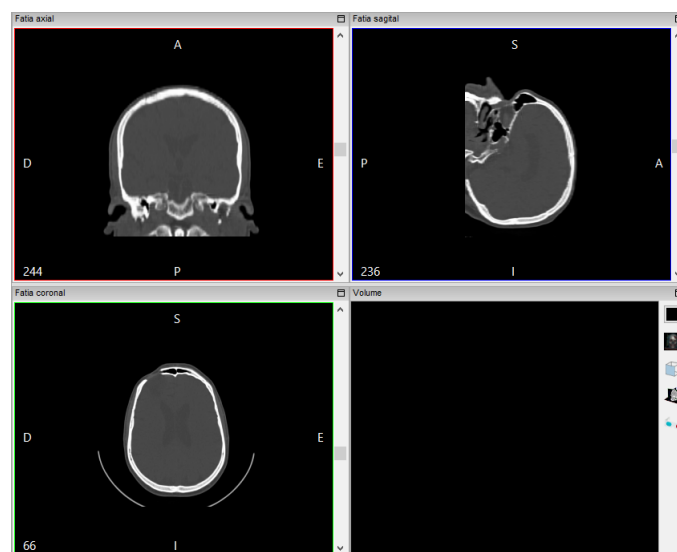 Fatia axial
A
D
E
244
P
Fatia sagital
S
P
A
236
I
Fatia coronal
S
D
E
66
I
Volume